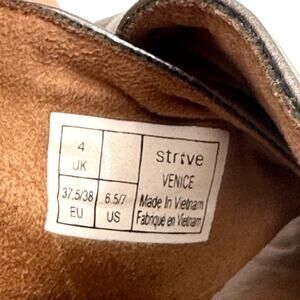 4
UK
37.5/38
EU
6.5/7
US
strive
VENICE
Made In Vietnam
Fabriqué en Vietnam